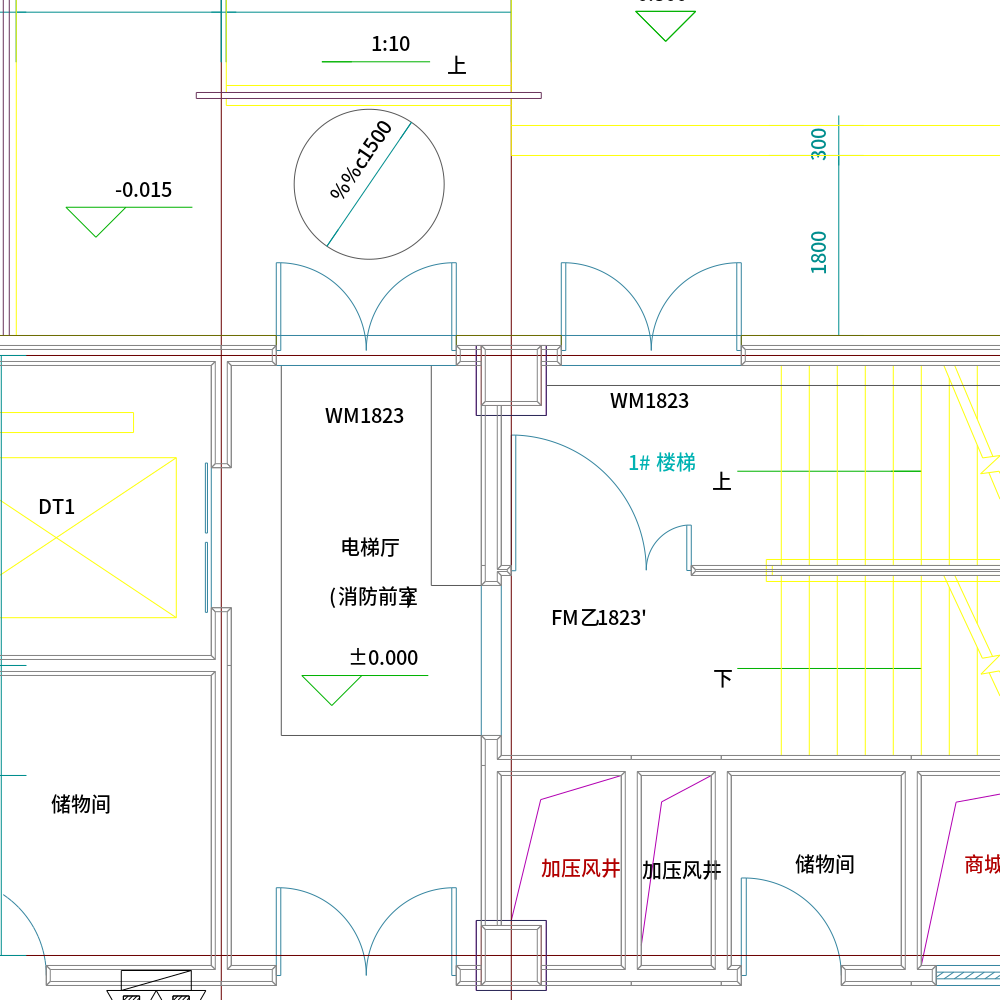 1:10
上
%%c1500
300
-0.015
1800
WM1823
WM1823
1# 楼梯
上
DT1
电梯厅
(消防前室)
FM乙1823'
±0.000
下
储物间
加压风井
加压风井
储物间
商城